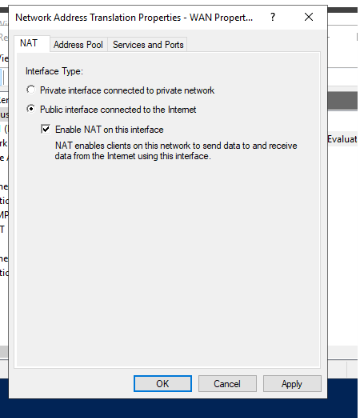 Network Address Translation Properties - WAN Propert...
NAT
Address Pool
Services and Ports
Interface Type:
Private interface connected to private network
Public interface connected to the Internet
Enable NAT on this interface
NAT enables clients on this network to send data to and receive
data from the Internet using this interface.
Evaluat
OK
Cancel
Apply